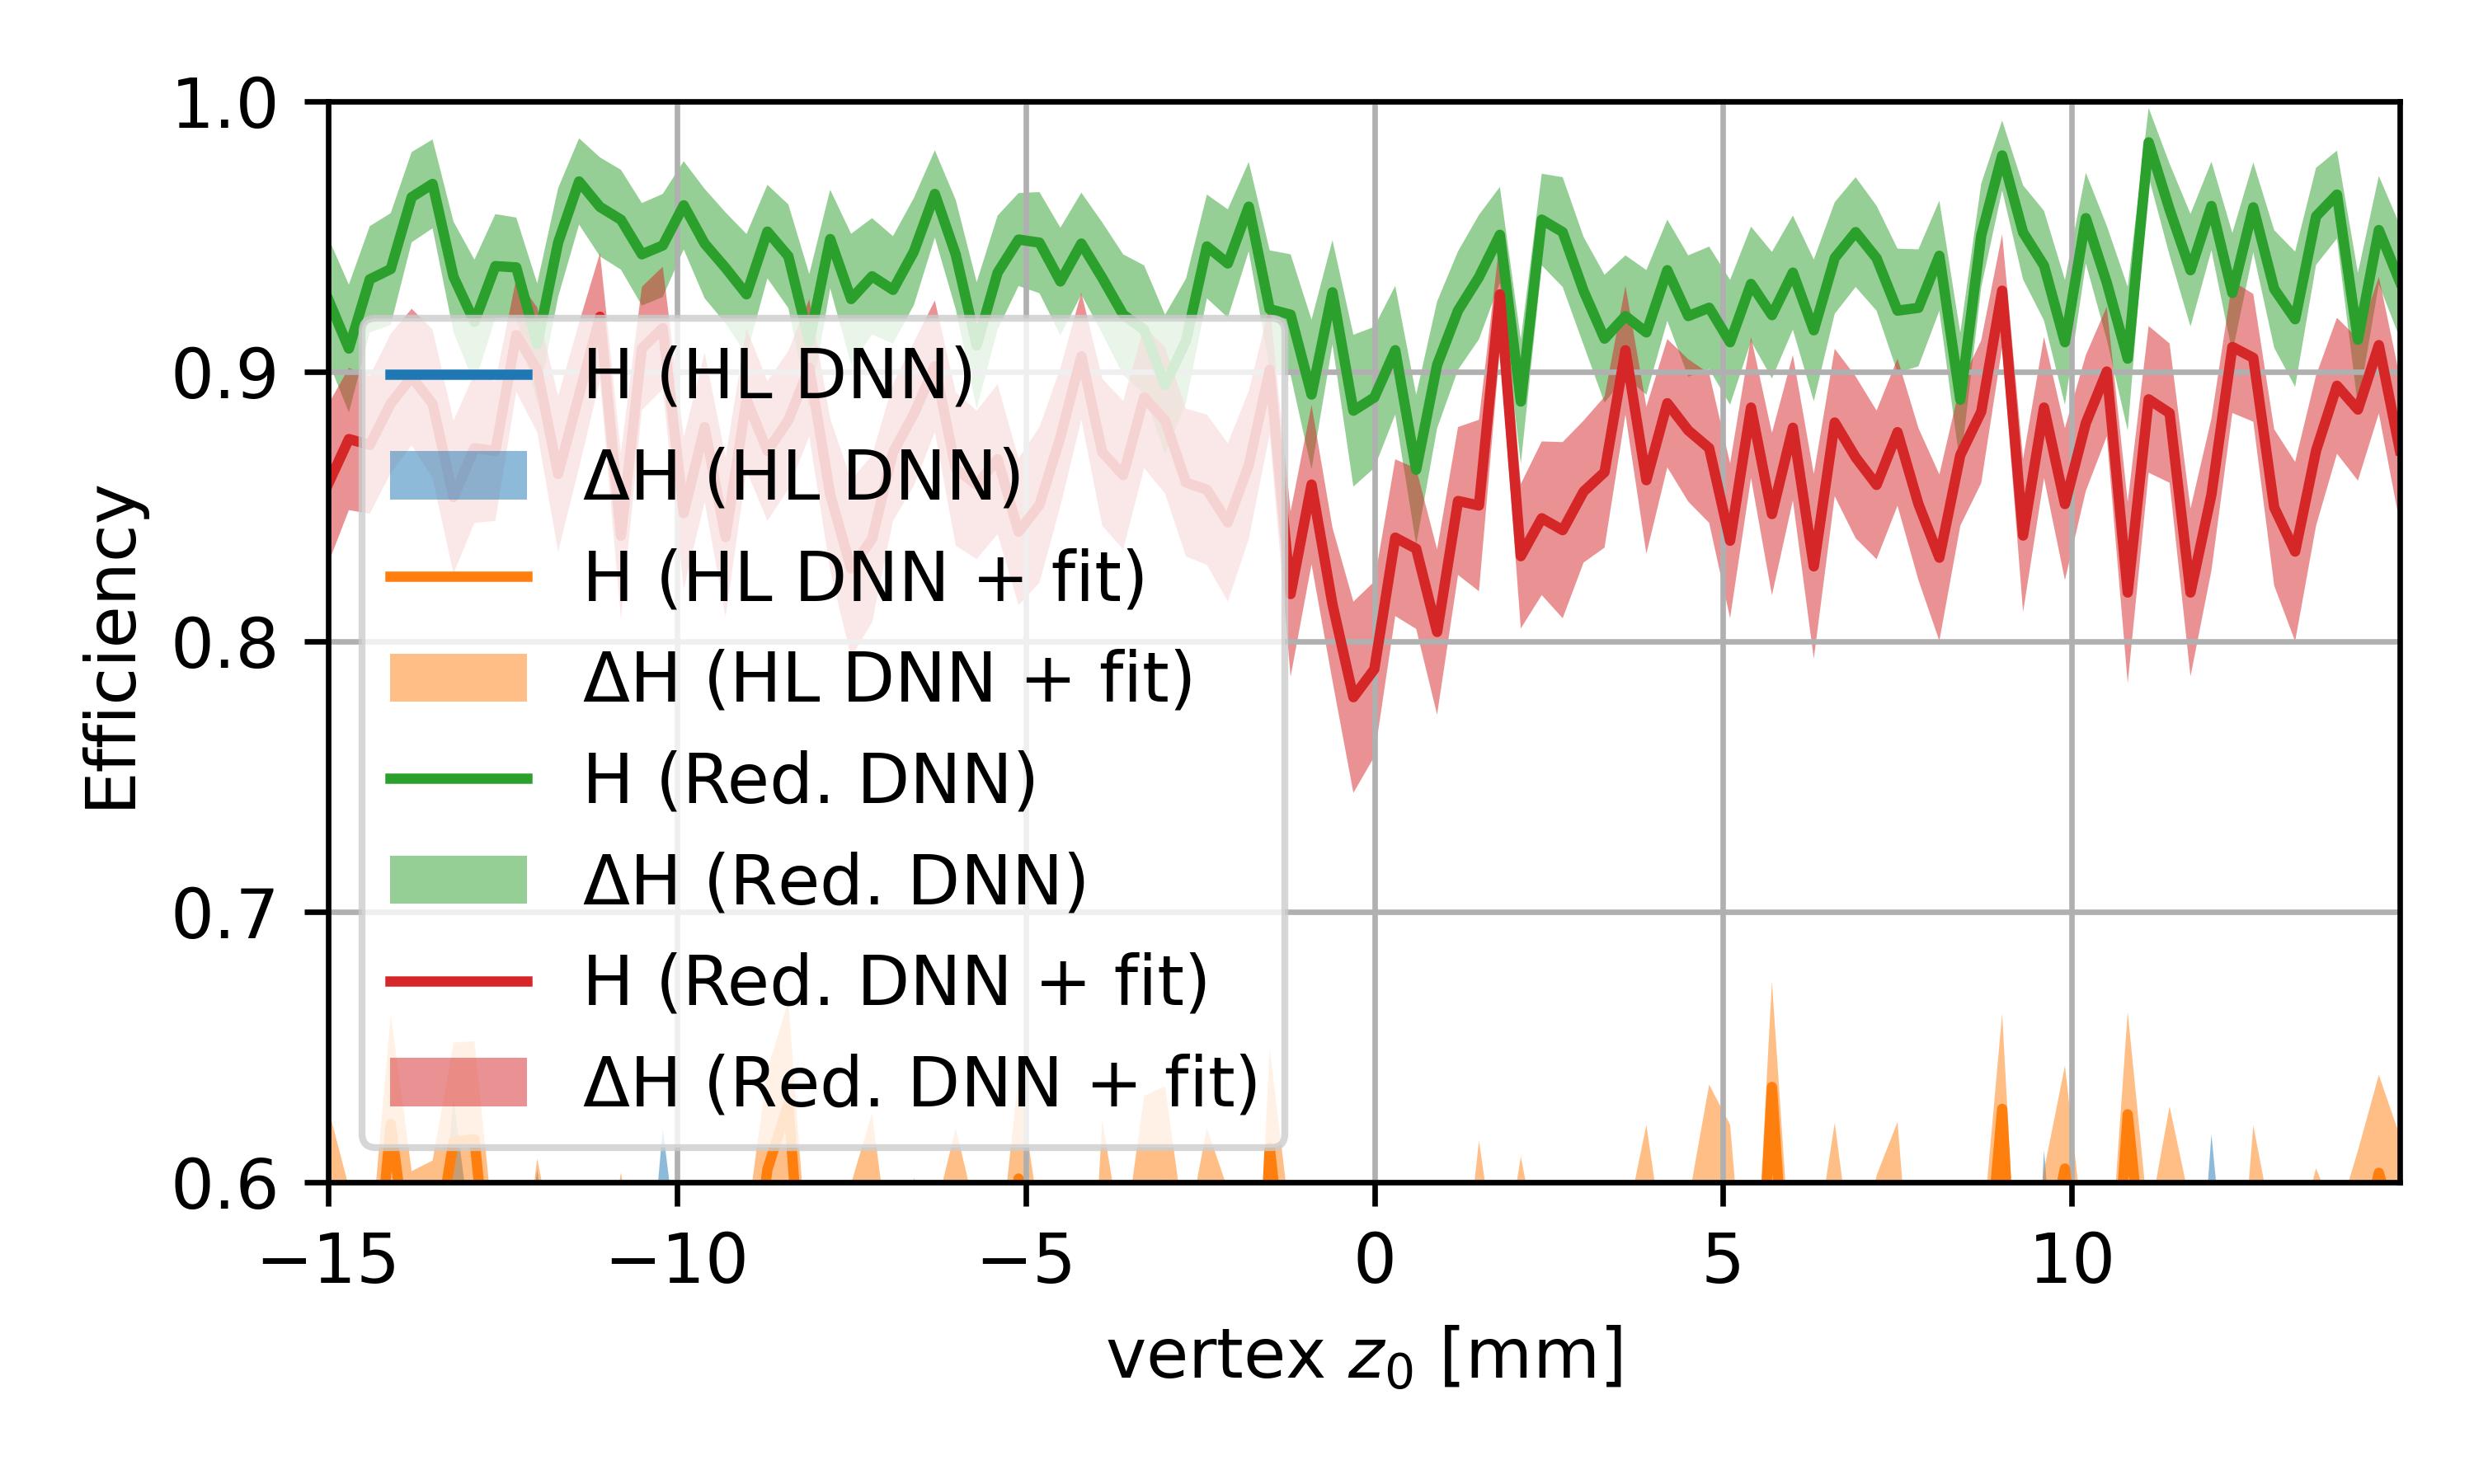 1.0
0.9
0.8
0.7
0.6
Efficiency
H (HL DNN)
ΔH (HL DNN)
H (HL DNN + fit)
ΔH (HL DNN + fit)
H (Red. DNN)
ΔH (Red. DNN)
H (Red. DNN + fit)
ΔH (Red. DNN + fit)
−15 −10 −5 0 5 10
vertex z₀ [mm]